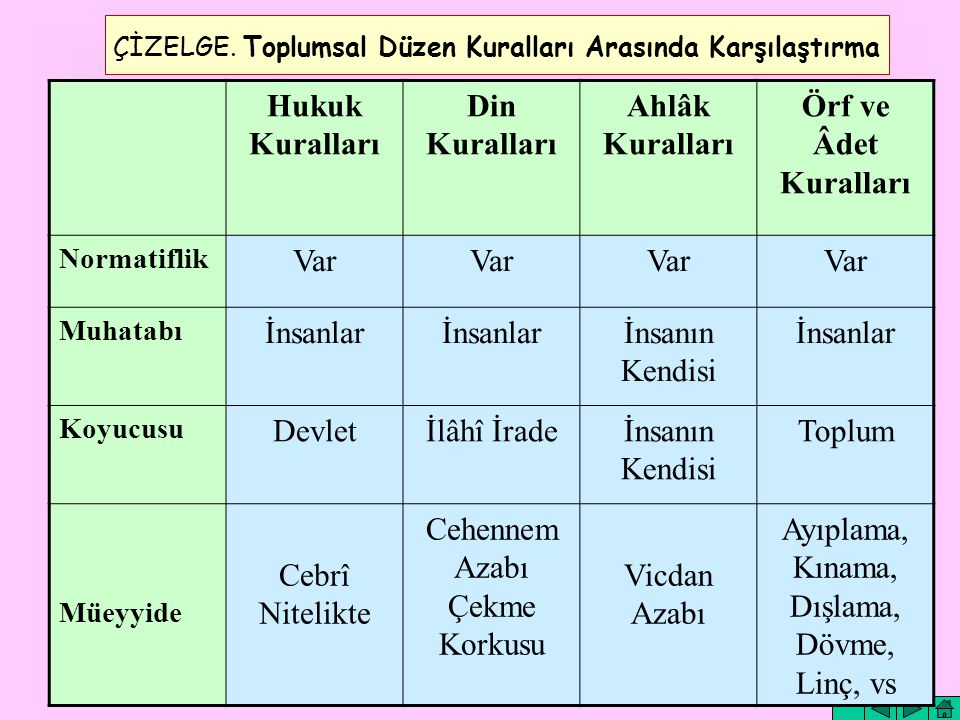 ÇİZELGE. Toplumsal Düzen Kuralları Arasında Karşılaştırma
Hukuk
Kuralları
Din
Kuralları
Ahlâk
Kuralları
Örf ve
Âdet
Kuralları
Normatiflik
Var
Var
Var
Var
Muhatabı
İnsanlar
İnsanlar
İnsanın
Kendisi
İnsanlar
Koyucusu
Devlet
İlâhî İrade
İnsanın
Kendisi
Toplum
Müeyyide
Cebrî
Nitelikte
Cehennem
Azabı
Çekme
Korkusu
Vicdan
Azabı
Ayıplama,
Kınama,
Dışlama,
Dövme,
Linç, vs